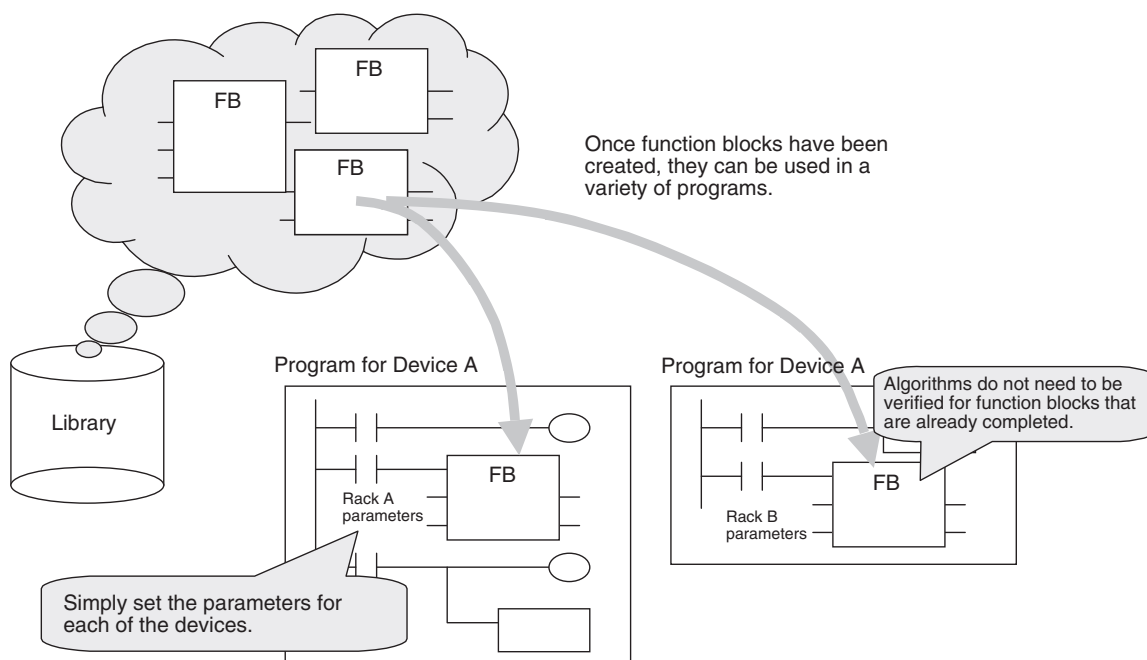 FB
FB
FB
Once function blocks have been
created, they can be used in a
variety of programs.
Library
Program for Device A
FB
Rack A
parameters
Simply set the parameters for
each of the devices.
Program for Device A
Algorithms do not need to be
verified for function blocks that
are already completed.
FB
Rack B
parameters